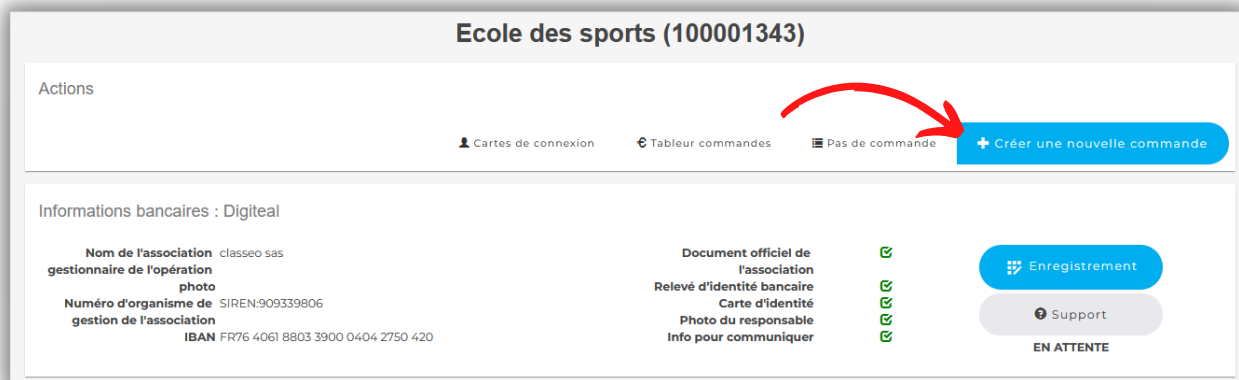 Ecole des sports (100001343)
Actions
Cartes de connexion
€ Tableur commandes
Pas de commande
Créer une nouvelle commande
Informations bancaires : Digiteal
Nom de l'association classeo sas
gestionnaire de l'opération
photo
Numéro d'organisme de SIREN:909339806
gestion de l'association
IBAN FR76 4061 8803 3900 0404 2750 420
Document officiel de
l'association
Relevé d'identité bancaire
Carte d'identité
Photo du responsable
Info pour communiquer
Enregistrement
Support
EN ATTENTE